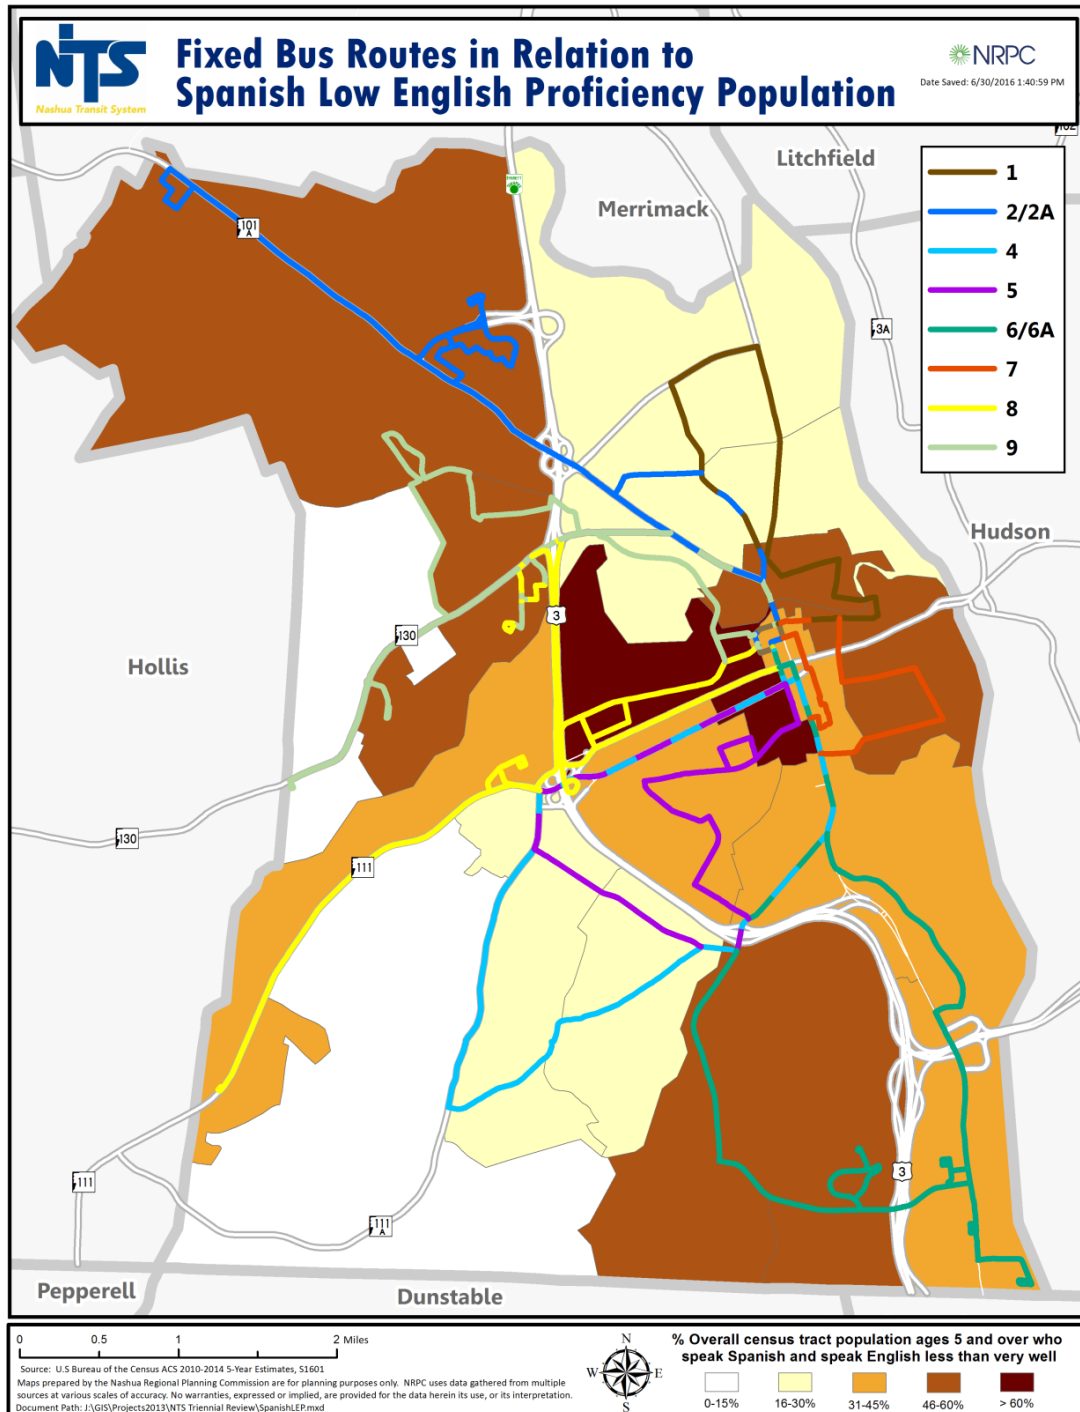 NTS
Nashua Transit System
Fixed Bus Routes in Relation to
Spanish Low English Proficiency Population
NRPC
Date Saved: 6/30/2016 1:40:59 PM
102
Litchfield
Merrimack
1
2/2A
4
5
6/6A
7
8
9
101
A
3A
Hudson
3
130
Hollis
130
111
3
111
111
A
Pepperell
Dunstable
0 0.5 1 2 Miles
Source: U.S Bureau of the Census ACS 2010-2014 5-Year Estimates, S1601
Maps prepared by the Nashua Regional Planning Commission are for planning purposes only. NRPC uses data gathered from multiple
sources at various scales of accuracy. No warranties, expressed or implied, are provided for the data herein its use, or its interpretation.
Document Path: J:\GIS\Projects2013\NTS Triennial Review\SpanishLEP.mxd
N
W E
S
% Overall census tract population ages 5 and over who
speak Spanish and speak English less than very well
0-15% 16-30% 31-45% 46-60% > 60%